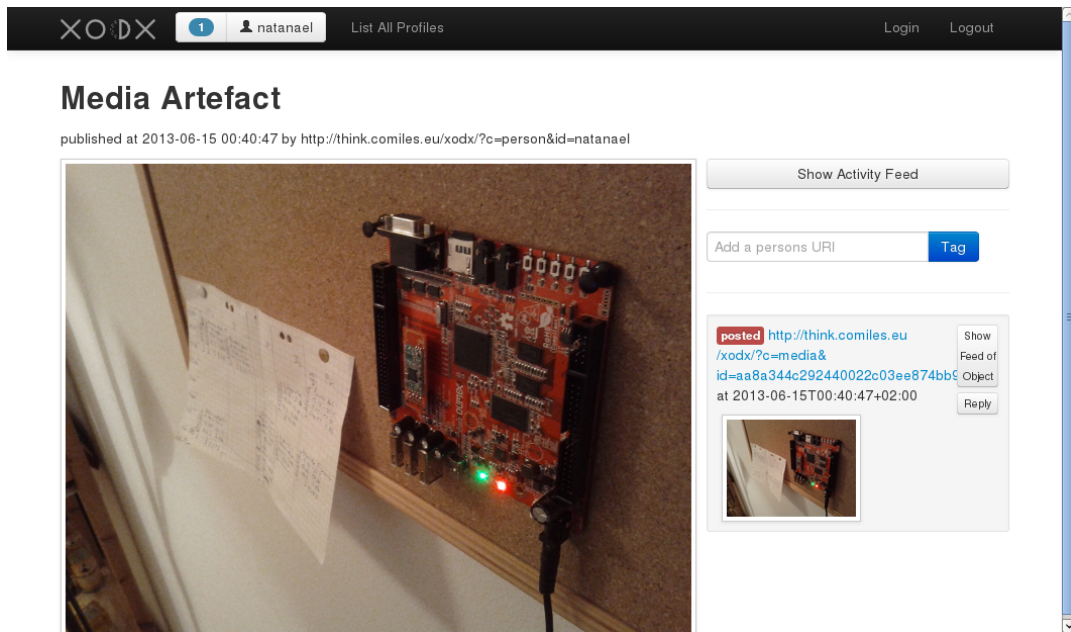 XODX 1 natanael List All Profiles Login Logout
Media Artefact
published at 2013-06-15 00:40:47 by http://think.comiles.eu/xodx/?c=person&id=natanael
Show Activity Feed
Add a persons URI Tag
posted http://think.comiles.eu
/xodx/?c=media&
id=aa8a344c292440022c03ee874bb9
at 2013-06-15T00:40:47+02:00
Show
Feed of
Object
Reply
OLIMEX